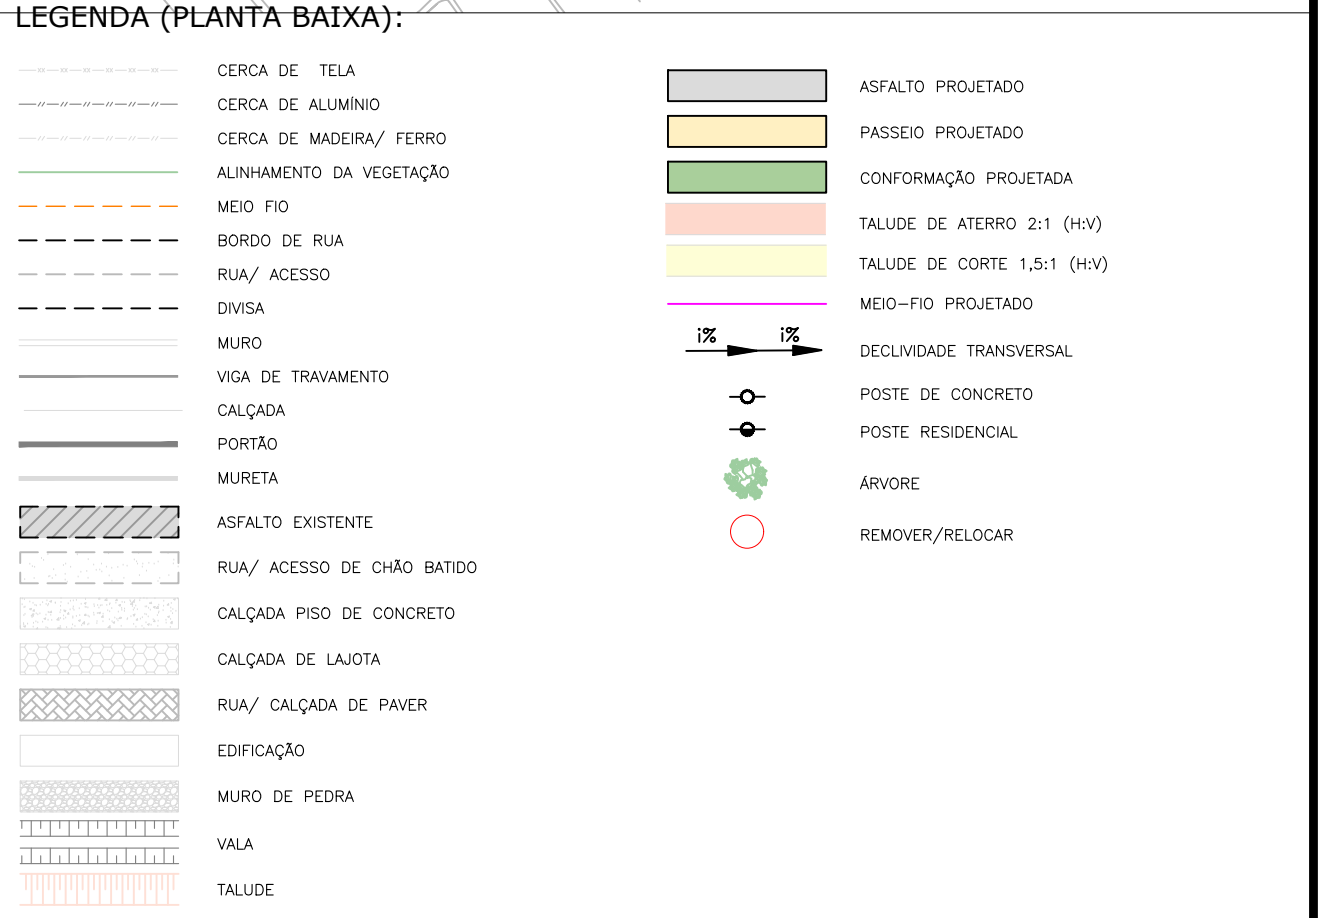 LEGENDA (PLANTA BAIXA):
CERCA DE TELA
CERCA DE ALUMÍNIO
CERCA DE MADEIRA/ FERRO
ALINHAMENTO DA VEGETAÇÃO
MEIO FIO
BORDO DE RUA
RUA/ ACESSO
DIVISA
MURO
VIGA DE TRAVAMENTO
CALÇADA
PORTÃO
MURETA
ASFALTO EXISTENTE
RUA/ ACESSO DE CHÃO BATIDO
CALÇADA PISO DE CONCRETO
CALÇADA DE LAJOTA
RUA/ CALÇADA DE PAVER
EDIFICAÇÃO
MURO DE PEDRA
VALA
TALUDE
ASFALTO PROJETADO
PASSEIO PROJETADO
CONFORMAÇÃO PROJETADA
TALUDE DE ATERRO 2:1 (H:V)
TALUDE DE CORTE 1,5:1 (H:V)
MEIO-FIO PROJETADO
i% i%
DECLIVIDADE TRANSVERSAL
POSTE DE CONCRETO
POSTE RESIDENCIAL
ÁRVORE
REMOVER/RELOCAR